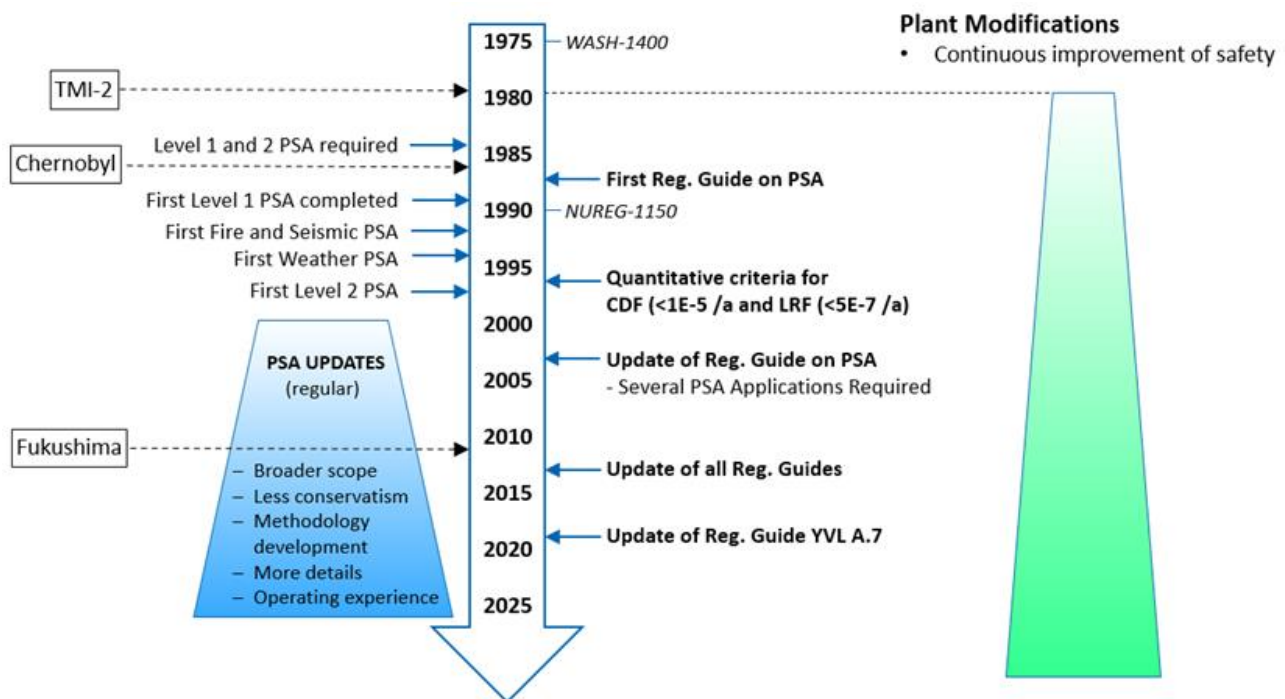 Plant Modifications
• Continuous improvement of safety
1975
WASH-1400
TMI-2
1980
Level 1 and 2 PSA required
1985
Chernobyl
First Reg. Guide on PSA
First Level 1 PSA completed
1990
NUREG-1150
First Fire and Seismic PSA
First Weather PSA
1995
Quantitative criteria for
CDF (<1E-5 /a and LRF (<5E-7 /a)
First Level 2 PSA
2000
PSA UPDATES
(regular)
Update of Reg. Guide on PSA
- Several PSA Applications Required
2005
2010
Fukushima
– Broader scope
– Less conservatism
– Methodology
development
– More details
– Operating experience
Update of all Reg. Guides
2015
Update of Reg. Guide YVL A.7
2020
2025